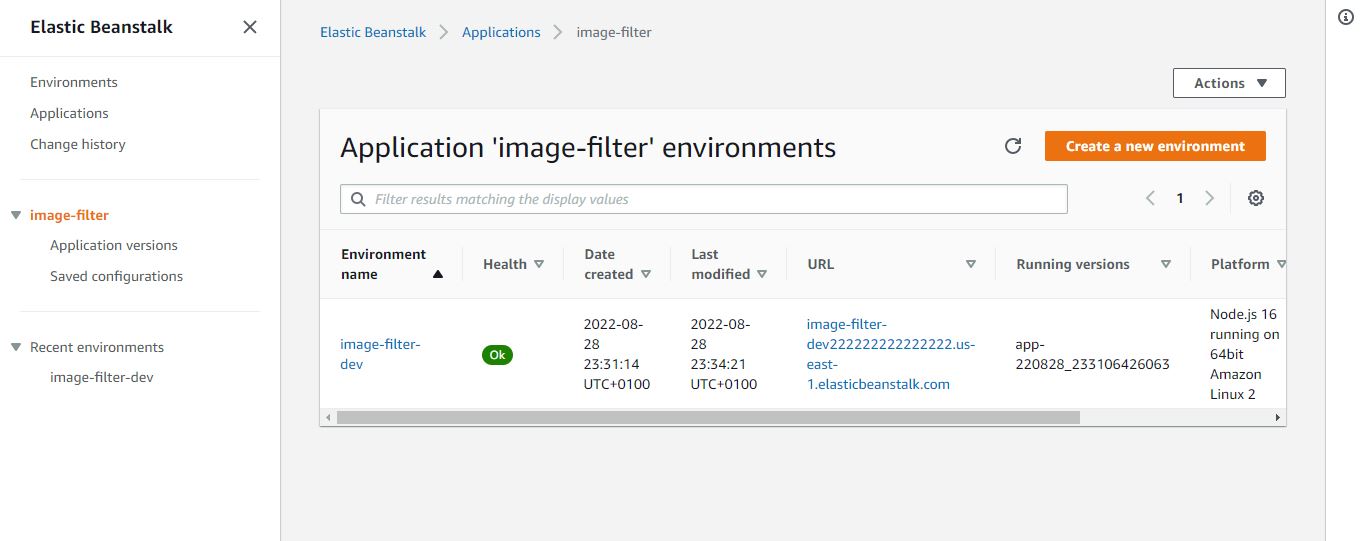 Elastic Beanstalk
Environments
Applications
Change history
image-filter
Application versions
Saved configurations
Recent environments
image-filter-dev
Elastic Beanstalk > Applications > image-filter
Actions
Application 'image-filter' environments
Create a new environment
Filter results matching the display values
1
Environment
name
Health
Date
created
Last
modified
URL
Running versions
Platform
image-filter-
dev
Ok
2022-08-
28
23:31:14
UTC+0100
2022-08-
28
23:34:21
UTC+0100
image-filter-
dev222222222222222.us-
east-
1.elasticbeanstalk.com
app-
220828_233106426063
Node.js 16
running on
64bit
Amazon
Linux 2